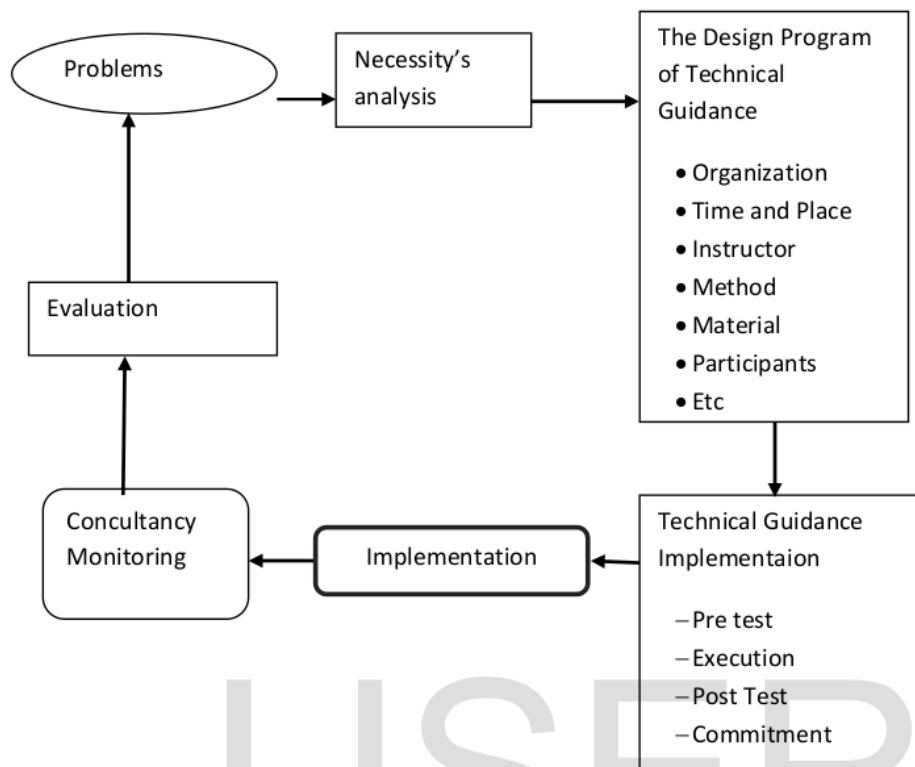 Problems
Necessity's
analysis
The Design Program
of Technical
Guidance
• Organization
• Time and Place
• Instructor
• Method
• Material
• Participants
• Etc
Evaluation
Concultancy
Monitoring
Implementation
Technical Guidance
Implementaion
– Pre test
– Execution
– Post Test
– Commitment